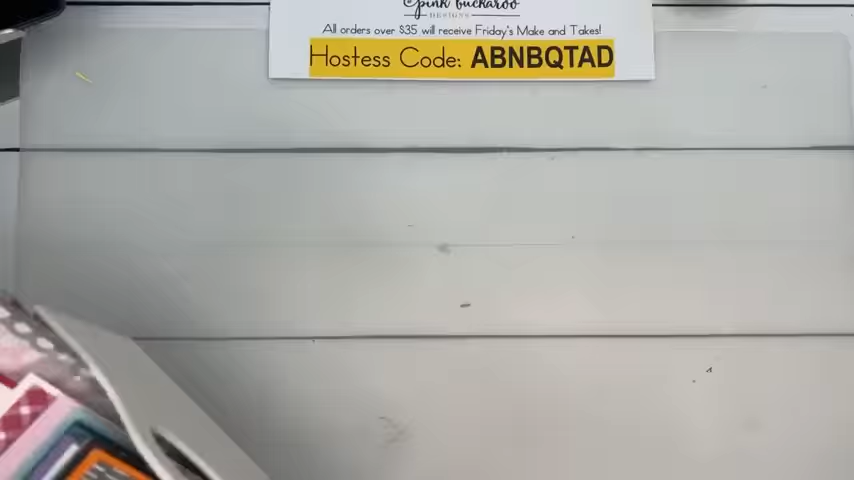 pink buckaroo
DESIGNS
All orders over $35 will receive Friday's Make and Takes!
Hostess Code: ABNBQTAD